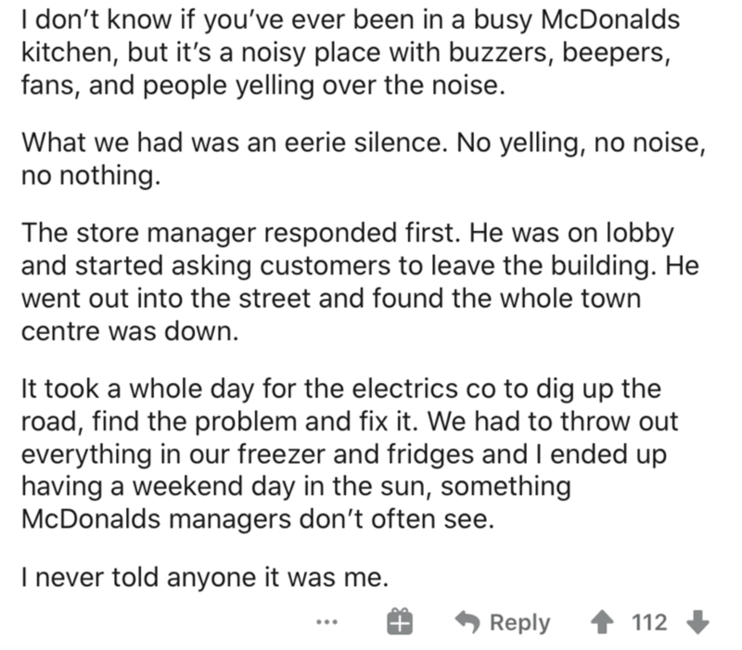 I don’t know if you’ve ever been in a busy McDonalds
kitchen, but it’s a noisy place with buzzers, beepers,
fans, and people yelling over the noise.
What we had was an eerie silence. No yelling, no noise,
no nothing.
The store manager responded first. He was on lobby
and started asking customers to leave the building. He
went out into the street and found the whole town
centre was down.
It took a whole day for the electrics co to dig up the
road, find the problem and fix it. We had to throw out
everything in our freezer and fridges and I ended up
having a weekend day in the sun, something
McDonalds managers don’t often see.
I never told anyone it was me.
... Reply 112